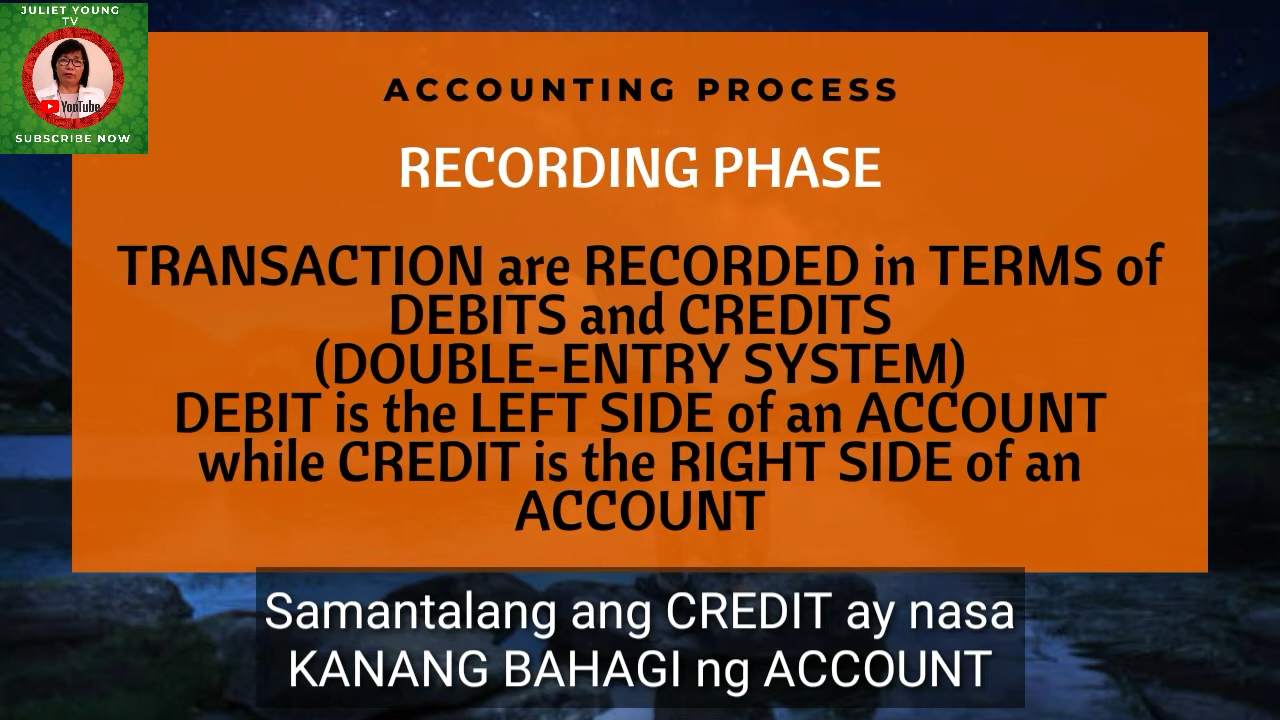 JULIET YOUNG
TV
YouTube
SUBSCRIBE NOW
ACCOUNTING PROCESS
RECORDING PHASE
TRANSACTION are RECORDED in TERMS of
DEBITS and CREDITS
(DOUBLE-ENTRY SYSTEM)
DEBIT is the LEFT SIDE of an ACCOUNT
while CREDIT is the RIGHT SIDE of an
ACCOUNT
Samantalang ang CREDIT ay nasa
KANANG BAHAGI ng ACCOUNT